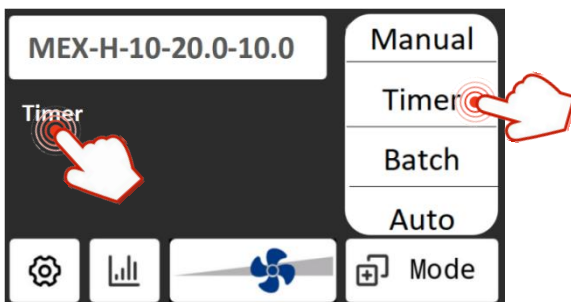 MEX-H-10-20.0-10.0
Manual
Timer
Timer
Batch
Auto
Mode